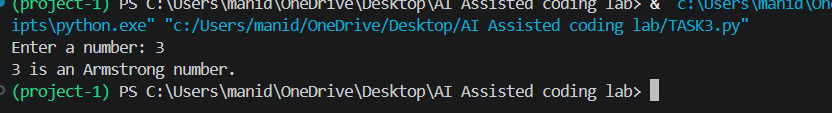 (project-1) PS C:\Users\manid\OneDrive\Desktop\AI Assisted coding lab> & "c:\Users\manid\On
ipts\python.exe" "c:/Users/manid/OneDrive/Desktop/AI Assisted coding lab/TASK3.py"
Enter a number: 3
3 is an Armstrong number.
(project-1) PS C:\Users\manid\OneDrive\Desktop\AI Assisted coding lab>